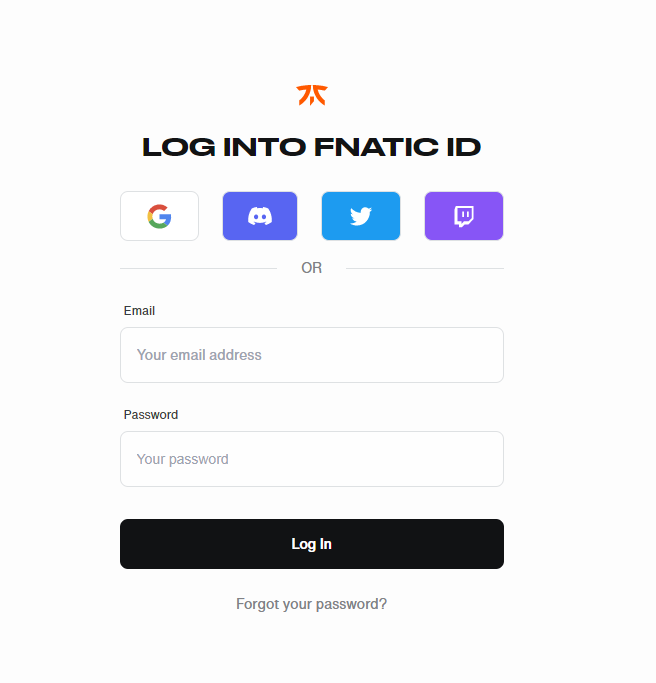 LOG INTO FNATIC ID
OR
Email
Your email address
Password
Your password
Log In
Forgot your password?